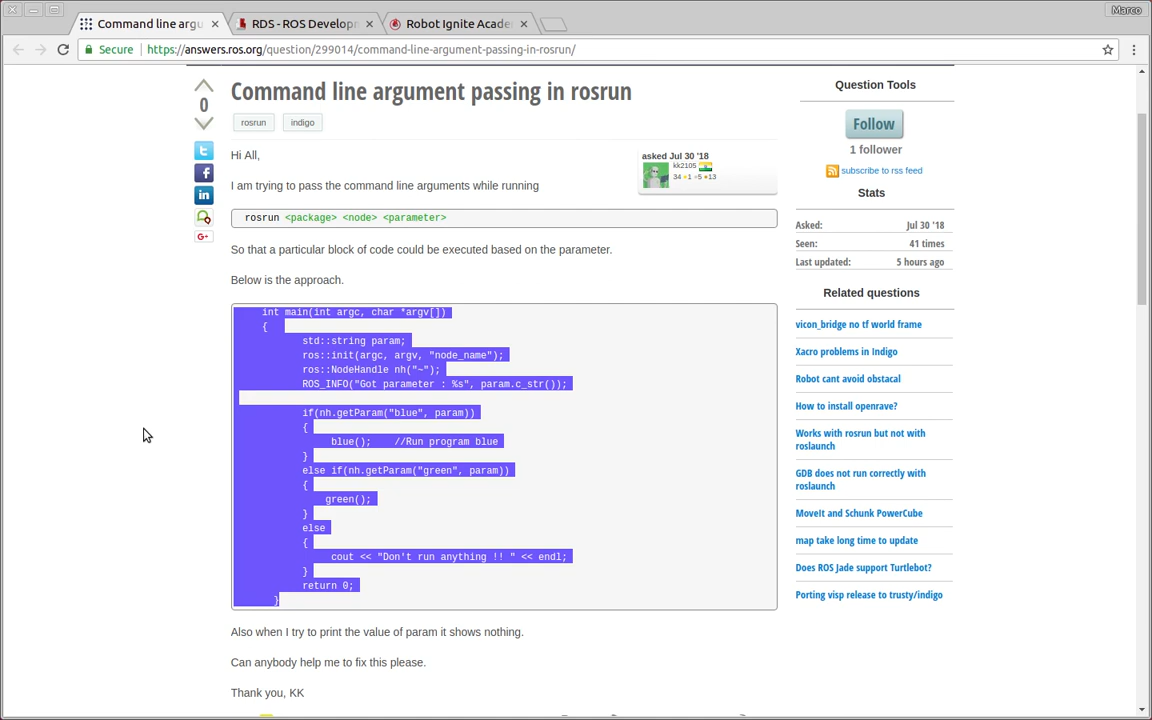 Command line argu
RDS - ROS Developm
Robot Ignite Acade
Marco
Secure
https://answers.ros.org/question/299014/command-line-argument-passing-in-rosrun/
0
Command line argument passing in rosrun
rosrun indigo
Hi All,
asked Jul 30 '18
kk2105
34 1 5 13
I am trying to pass the command line arguments while running
rosrun <package> <node> <parameter>
So that a particular block of code could be executed based on the parameter.
Below is the approach.
int main(int argc, char *argv[])
{
std::string param;
ros::init(argc, argv, "node_name");
ros::NodeHandle nh("~");
ROS_INFO("Got parameter : %s", param.c_str());
if(nh.getParam("blue", param))
{
blue(); //Run program blue
}
else if(nh.getParam("green", param))
{
green();
}
else
{
cout << "Don't run anything !! " << endl;
}
return 0;
}
Also when I try to print the value of param it shows nothing.
Can anybody help me to fix this please.
Thank you, KK
Question Tools
Follow
1 follower
subscribe to rss feed
Stats
Asked: Jul 30 '18
Seen: 41 times
Last updated: 5 hours ago
Related questions
vicon_bridge no tf world frame
Xacro problems in Indigo
Robot cant avoid obstacal
How to install openrave?
Works with rosrun but not with
roslaunch
GDB does not run correctly with
roslaunch
MoveIt and Schunk PowerCube
map take long time to update
Does ROS Jade support Turtlebot?
Porting visp release to trusty/indigo